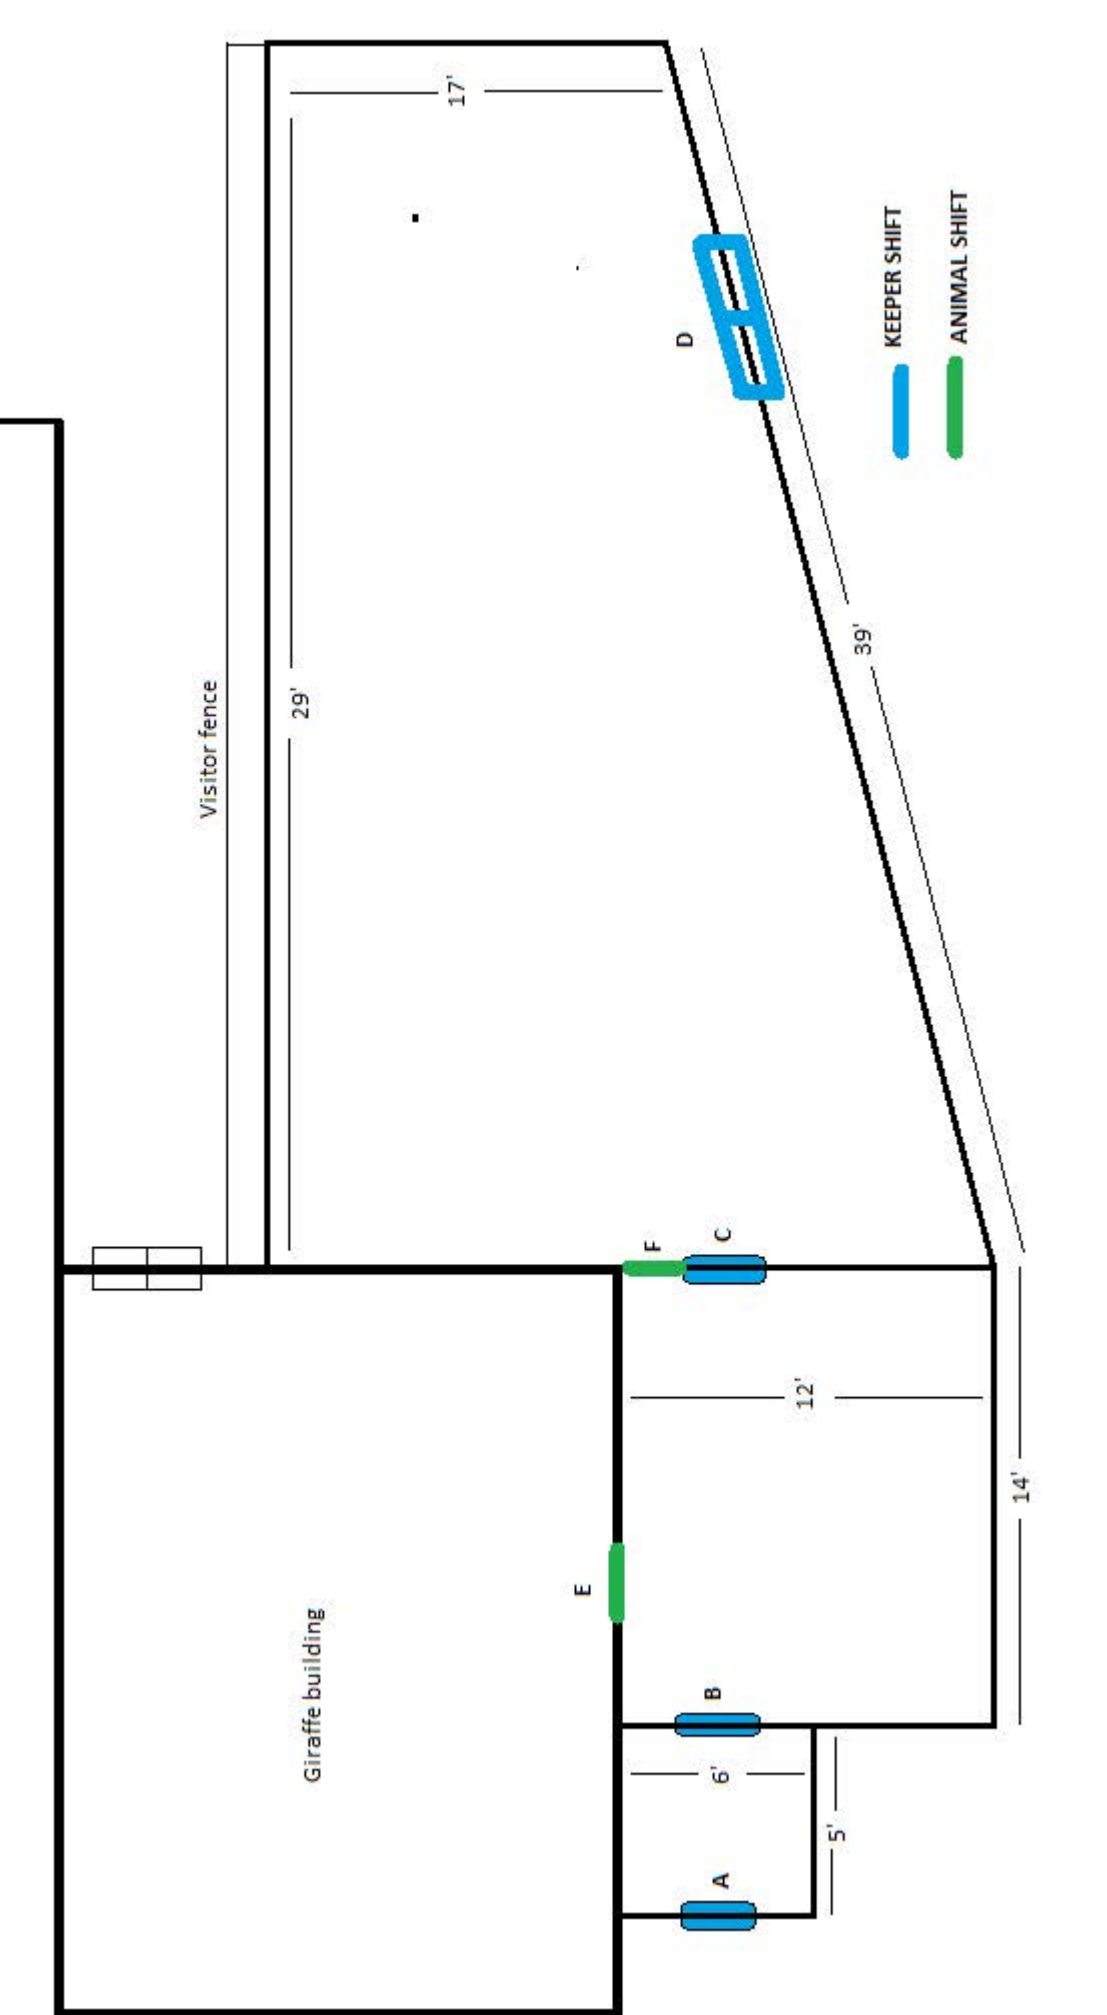 Visitor fence
17'
29'
D
KEEPER SHIFT
ANIMAL SHIFT
39'
F
C
12'
14'
E
Giraffe building
B
6'
5'
A